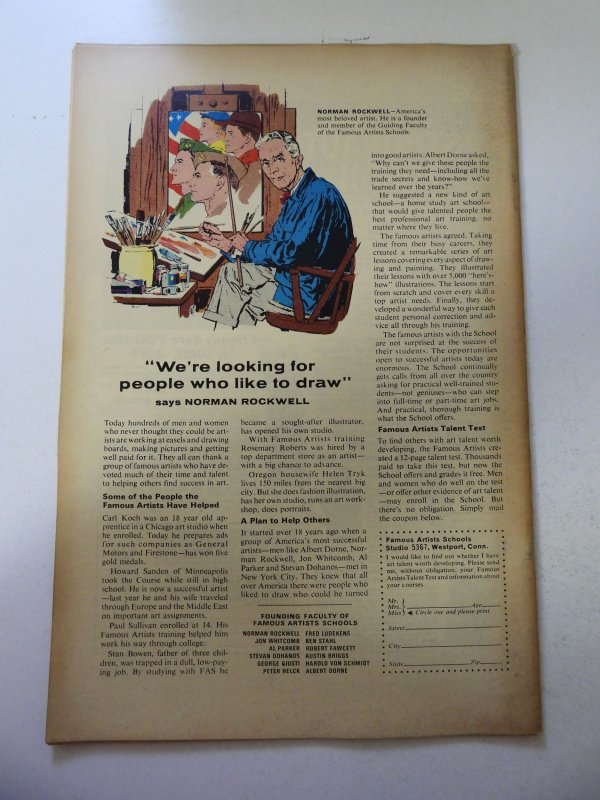 NORMAN ROCKWELL—America's
most beloved artist. He is a founder
and member of the Guiding Faculty
of the Famous Artists Schools.
"We're looking for
people who like to draw"
says NORMAN ROCKWELL
Today hundreds of men and women
who never thought they could be art-
ists are working at easels and drawing
boards, making pictures and getting
well paid for it. They all can thank a
group of famous artists who have de-
voted much of their time and talent
to helping others find success in art.
Some of the People the
Famous Artists Have Helped
Carl Koch was an 18 year old ap-
prentice in a Chicago art studio when
he enrolled. Today he prepares ads
for such companies as General
Motors and Firestone—has won five
gold medals.
Howard Sanden of Minneapolis
took the Course while still in high
school. He is now a successful artist
—last year he and his wife traveled
through Europe and the Middle East
on important art assignments.
Paul Sullivan enrolled at 14. His
Famous Artists training helped him
work his way through college.
Stan Bowen, father of three chil-
dren, was trapped in a dull, low-pay-
ing job. By studying with FAS he
became a sought-after illustrator,
has opened his own studio.
With Famous Artists training
Rosemary Roberts was hired by a
top department store as an artist—
with a big chance to advance.
Oregon housewife Helen Tryk
lives 150 miles from the nearest big
city. But she does fashion illustration,
has her own studio, runs an art work-
shop, does portraits.
A Plan to Help Others
It started over 18 years ago when a
group of America's most successful
artists—men like Albert Dorne, Nor-
man Rockwell, Jon Whitcomb, Al
Parker and Stevan Dohanos—met in
New York City. They knew that all
over America there were people who
liked to draw who could be turned
FOUNDING FACULTY OF
FAMOUS ARTISTS SCHOOLS
NORMAN ROCKWELL FRED LUDEKENS
JON WHITCOMB BEN STAHL
AL PARKER ROBERT FAWCETT
STEVAN DOHANOS AUSTIN BRIGGS
GEORGE GIUSTI HAROLD VON SCHMIDT
PETER HELCK ALBERT DORNE
into good artists. Albert Dorne asked,
"Why can't we give these people the
training they need—including all the
trade secrets and know-how we've
learned over the years?"
He suggested a new kind of art
school—a home study art school—
that would give talented people the
best professional art training, no
matter where they live.
The famous artists agreed. Taking
time from their busy careers, they
created a remarkable series of art
lessons covering every aspect of draw-
ing and painting. They illustrated
their lessons with over 5,000 "here's-
how" illustrations. The lessons start
from scratch and cover every skill a
top artist needs. Finally, they de-
veloped a wonderful way to give each
student personal correction and ad-
vice all through his training.
The famous artists with the School
are not surprised at the success of
their students. The opportunities
open to successful artists today are
enormous. The School continually
gets calls from all over the country
asking for practical well-trained stu-
dents—not geniuses—who can step
into full-time or part-time art jobs.
And practical, thorough training is
what the School offers.
Famous Artists Talent Test
To find others with art talent worth
developing, the Famous Artists cre-
ated a 12-page talent test. Thousands
paid to take this test, but now the
School offers and grades it free. Men
and women who do well on the test
—or offer other evidence of art talent
—may enroll in the School. But
there's no obligation. Simply mail
the coupon below.
Famous Artists Schools
Studio 5367, Westport, Conn.
I would like to find out whether I have
art talent worth developing. Please send
me, without obligation, your Famous
Artists Talent Test and information about
your courses.
Mr.
Mrs. Age
Miss Circle one and please print
Street
City
State Zip